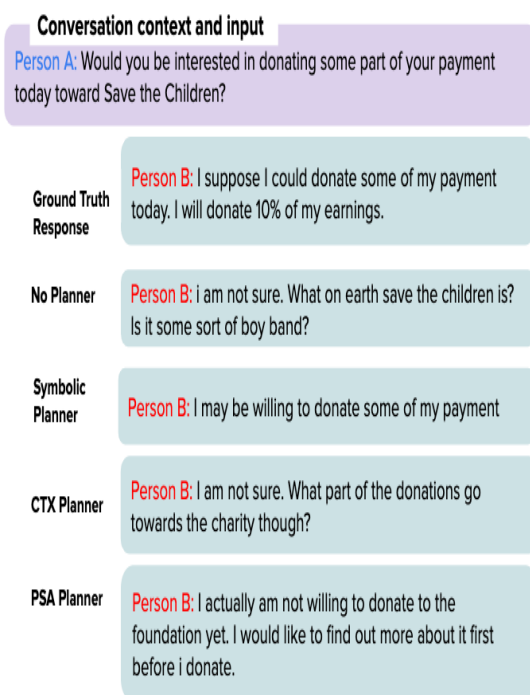 Conversation context and input
Person A: Would you be interested in donating some part of your payment
today toward Save the Children?
Ground Truth
Response
Person B: I suppose I could donate some of my payment
today. I will donate 10% of my earnings.
No Planner
Person B: i am not sure. What on earth save the children is?
Is it some sort of boy band?
Symbolic
Planner
Person B: I may be willing to donate some of my payment
CTX Planner
Person B: I am not sure. What part of the donations go
towards the charity though?
PSA Planner
Person B: I actually am not willing to donate to the
foundation yet. I would like to find out more about it first
before i donate.